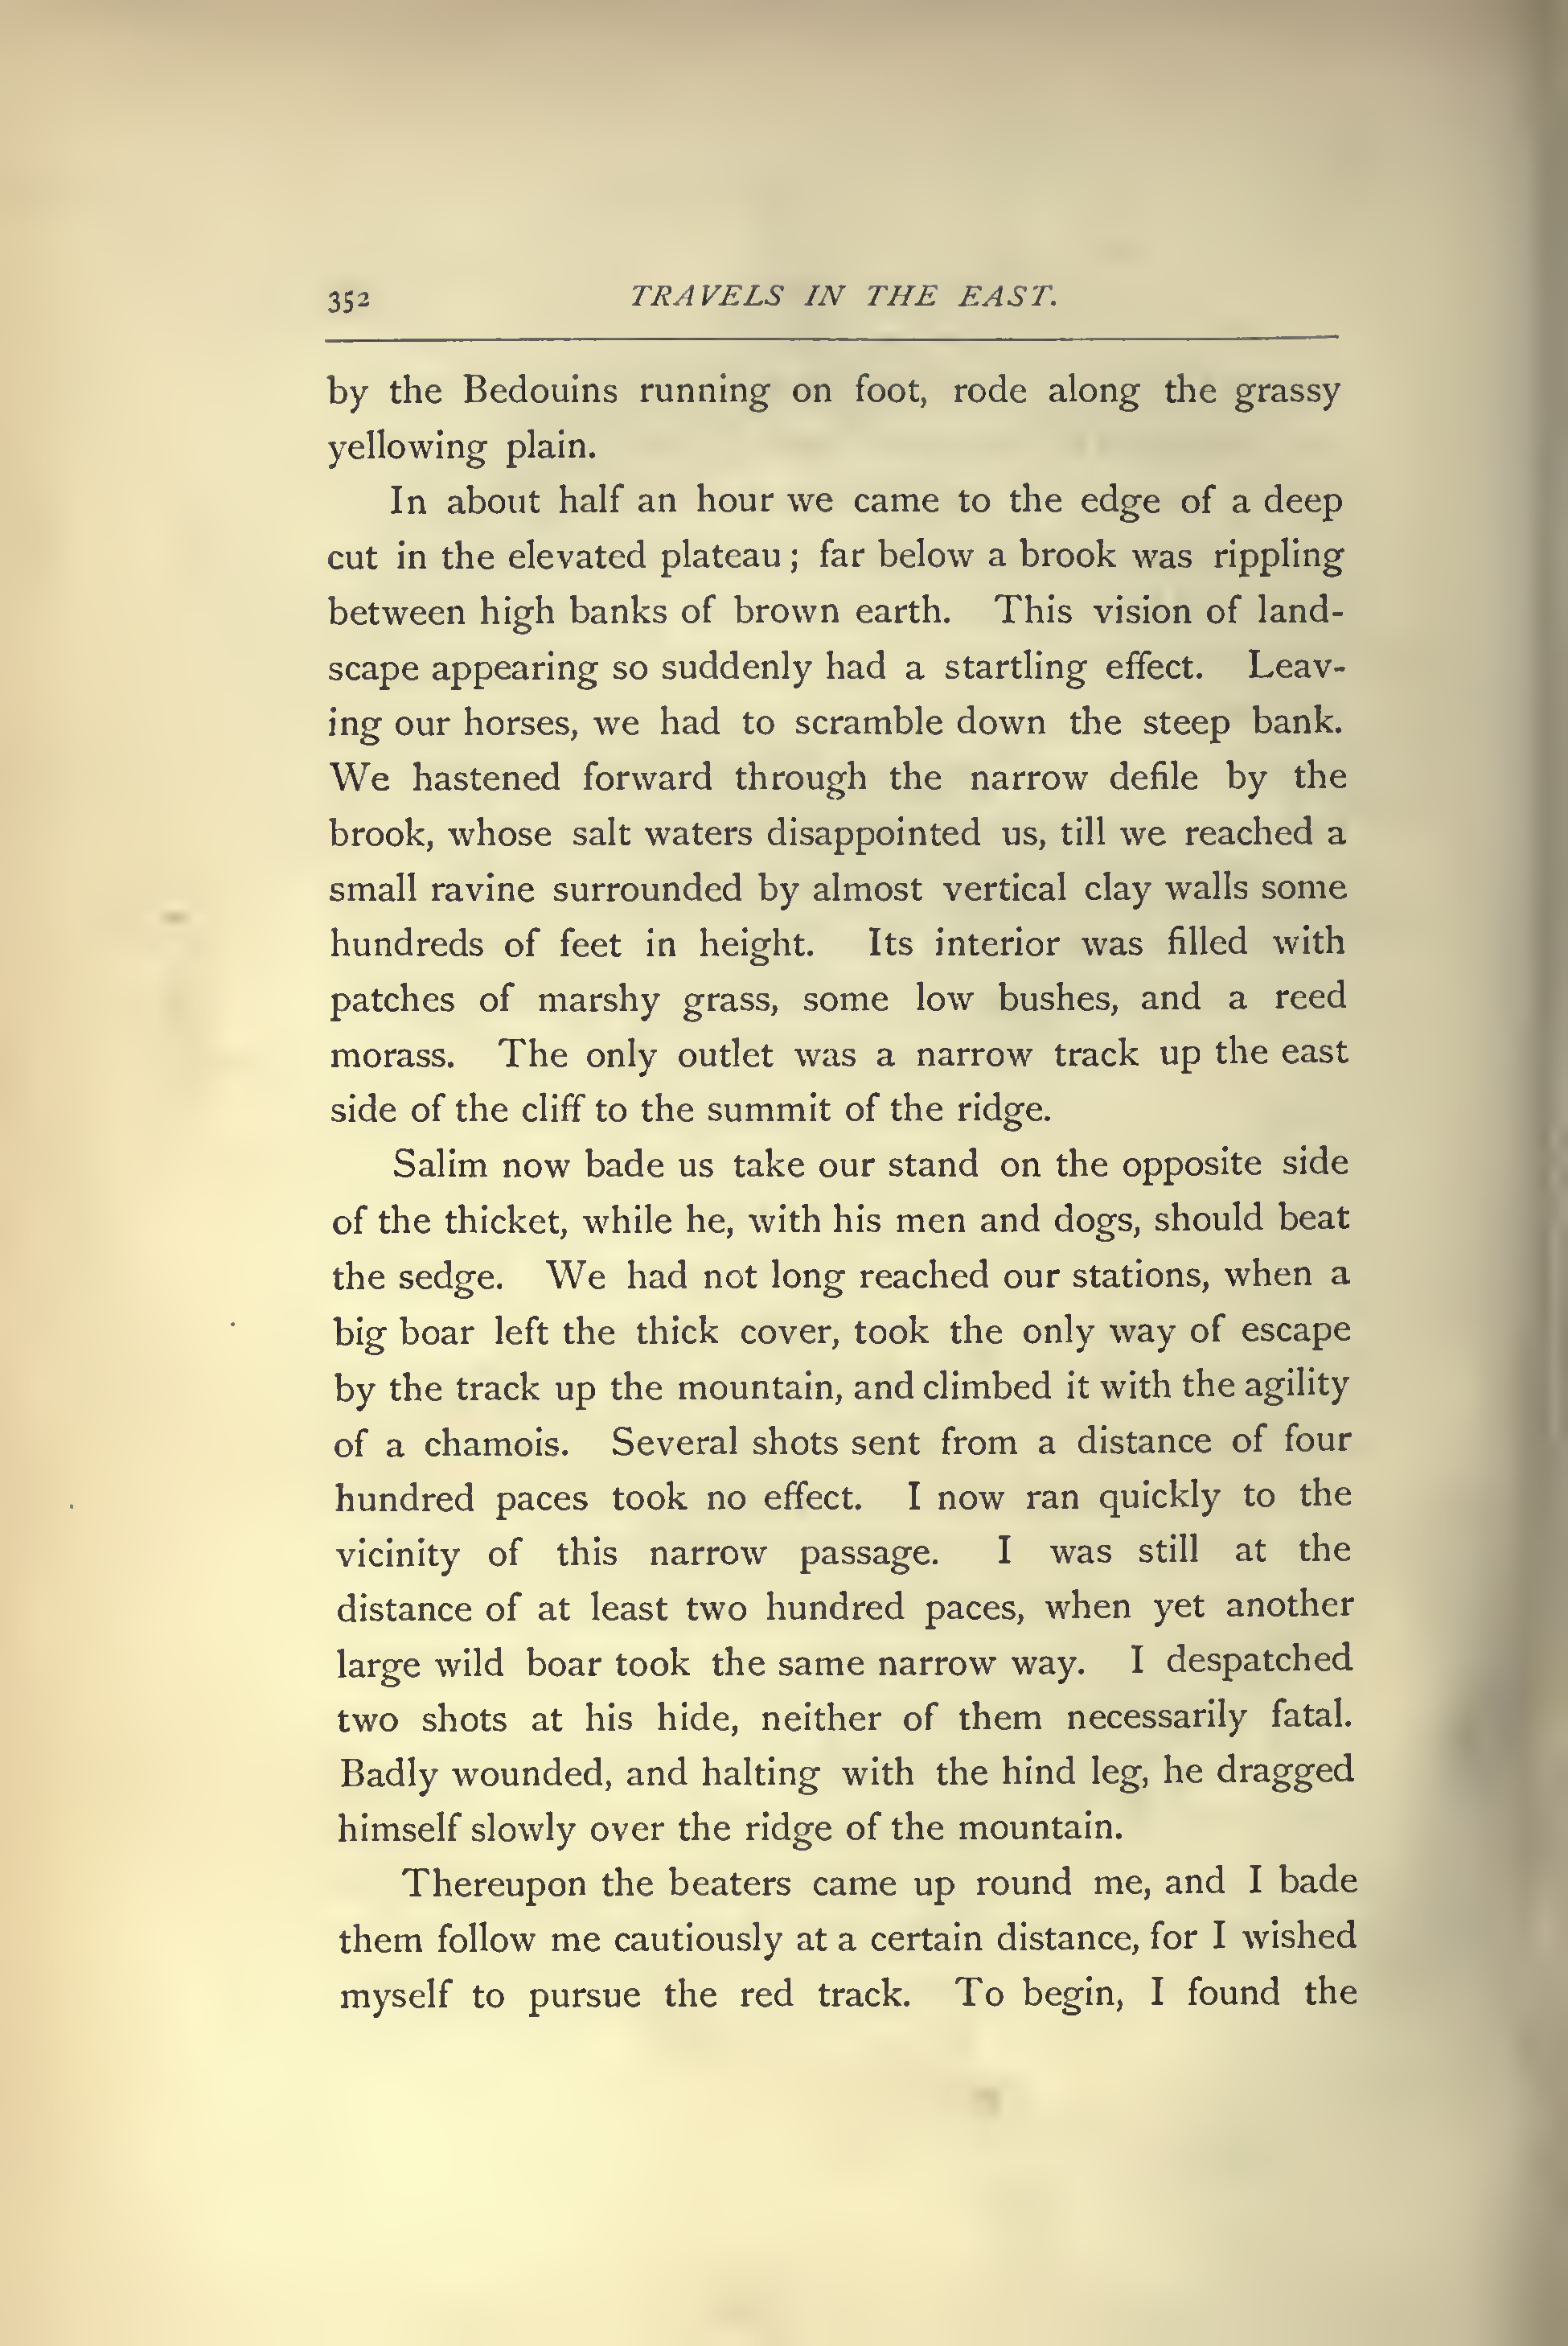 352 TRAVELS IN THE EAST.
by the Bedouins running on foot, rode along the grassy
yellowing plain.
In about half an hour we came to the edge of a deep
cut in the elevated plateau; far below a brook was rippling
between high banks of brown earth. This vision of land-
scape appearing so suddenly had a startling effect. Leav-
ing our horses, we had to scramble down the steep bank.
We hastened forward through the narrow defile by the
brook, whose salt waters disappointed us, till we reached a
small ravine surrounded by almost vertical clay walls some
hundreds of feet in height. Its interior was filled with
patches of marshy grass, some low bushes, and a reed
morass. The only outlet was a narrow track up the east
side of the cliff to the summit of the ridge.
Salim now bade us take our stand on the opposite side
of the thicket, while he, with his men and dogs, should beat
the sedge. We had not long reached our stations, when a
big boar left the thick cover, took the only way of escape
by the track up the mountain, and climbed it with the agility
of a chamois. Several shots sent from a distance of four
hundred paces took no effect. I now ran quickly to the
vicinity of this narrow passage. I was still at the
distance of at least two hundred paces, when yet another
large wild boar took the same narrow way. I despatched
two shots at his hide, neither of them necessarily fatal.
Badly wounded, and halting with the hind leg, he dragged
himself slowly over the ridge of the mountain.
Thereupon the beaters came up round me, and I bade
them follow me cautiously at a certain distance, for I wished
myself to pursue the red track. To begin, I found the